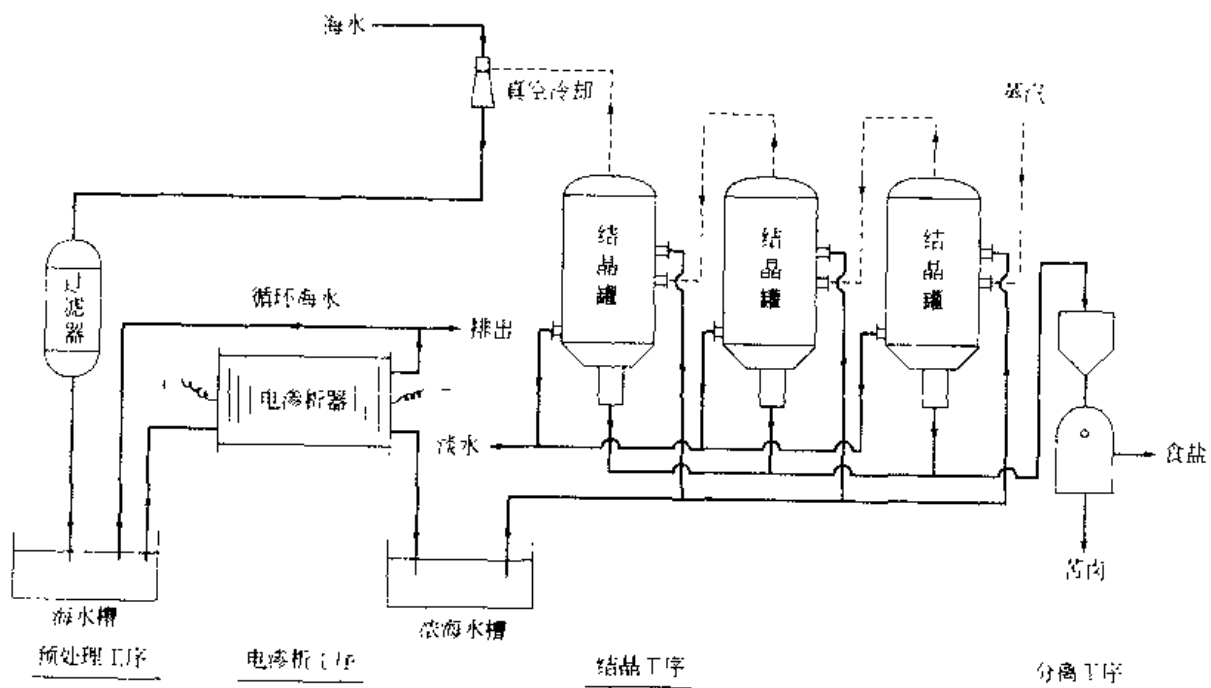 海水
真空冷却
蒸汽
结晶罐
结晶罐
结晶罐
过滤器
循环海水
排出
电渗析器
淡水
食盐
苦卤
海水槽
浓海水槽
预处理工序
电渗析工序
结晶工序
分离工序